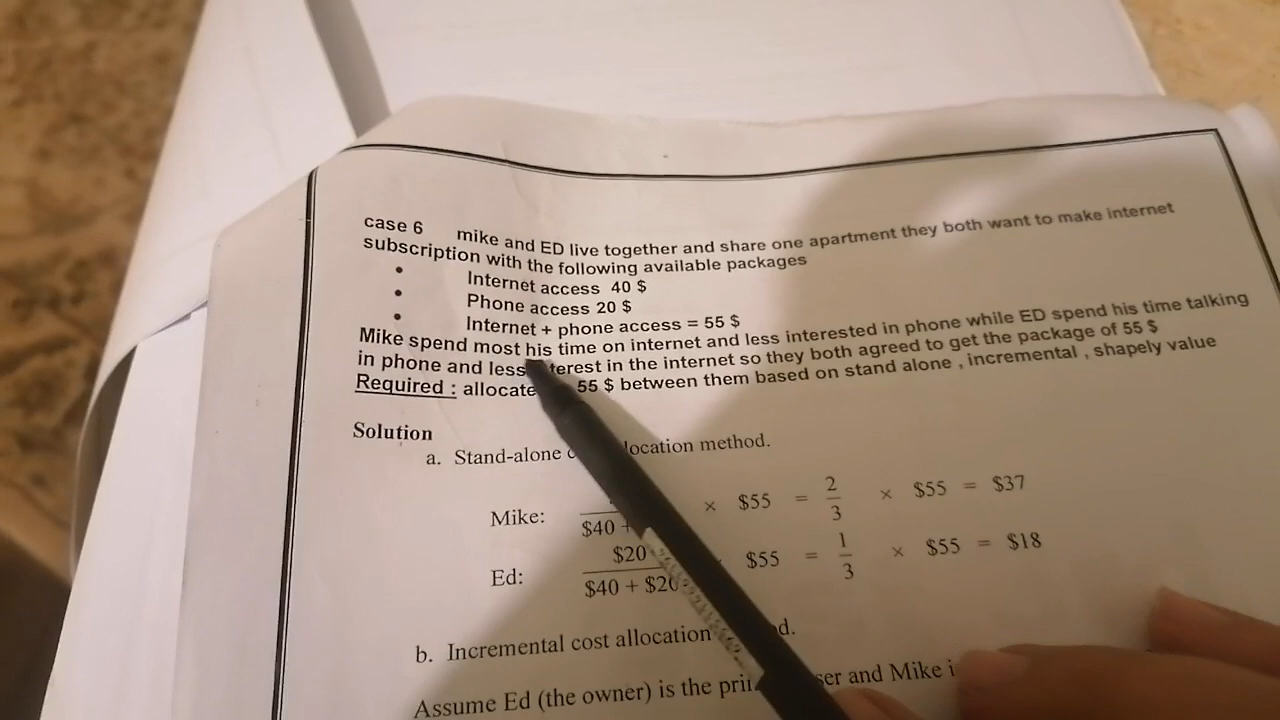 case 6 mike and ED live together and share one apartment they both want to make internet
subscription with the following available packages
• Internet access 40 $
• Phone access 20 $
• Internet + phone access = 55 $
Mike spend most his time on internet and less interested in phone while ED spend his time talking
in phone and less terest in the internet so they both agreed to get the package of 55 $
Required : allocate 55 $ between them based on stand alone , incremental , shapely value
Solution
a. Stand-alone location method.
Mike: $40 + × $55 = 2/3 × $55 = $37
Ed: $20 / $40 + $20 $55 = 1/3 × $55 = $18
b. Incremental cost allocation d.
Assume Ed (the owner) is the pri ser and Mike i